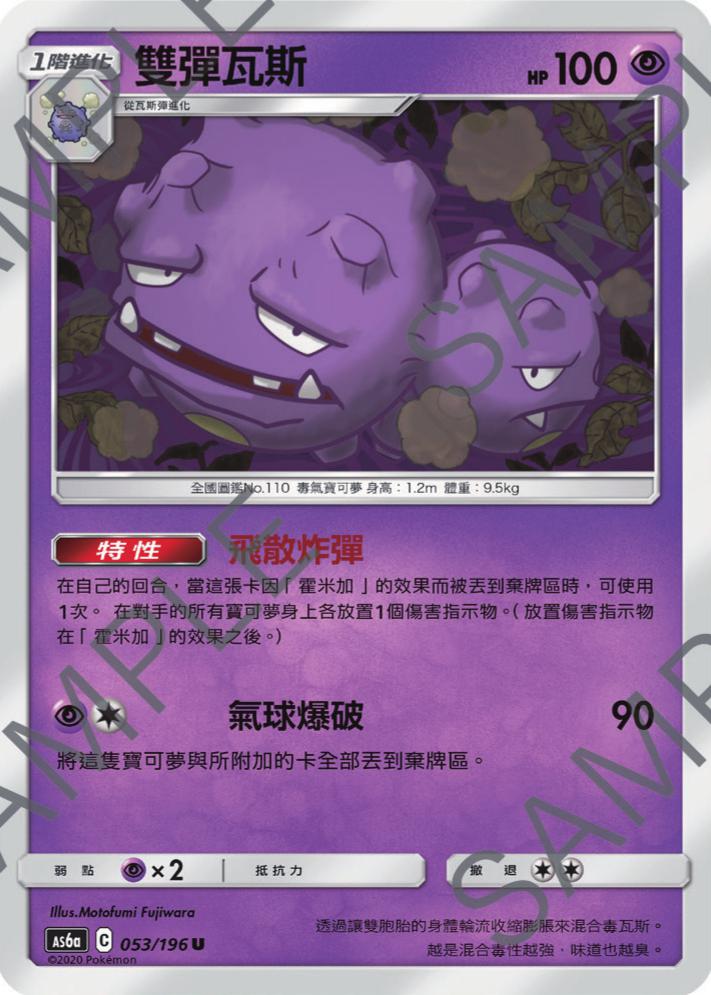 1階進化
雙彈瓦斯
HP 100
從瓦斯彈進化
全國圖鑑No.110 毒氣寶可夢 身高：1.2m 體重：9.5kg
特性 飛散炸彈
在自己的回合，當這張卡因「霍米加」的效果而被丟到棄牌區時，可使用
1次。在對手的所有寶可夢身上各放置1個傷害指示物。（放置傷害指示物
在「霍米加」的效果之後。）
氣球爆破 90
將這隻寶可夢與所附加的卡全部丟到棄牌區。
弱點 ×2 抵抗力 撤退
Illus.Motofumi Fujiwara
AS6a C 053/196 U
©2020 Pokémon
透過讓雙胞胎的身體輪流收縮膨脹來混合毒瓦斯。
越是混合毒性越強，味道也越臭。
SAMPLE
SAMPLE
SAMPLE
SAMPLE